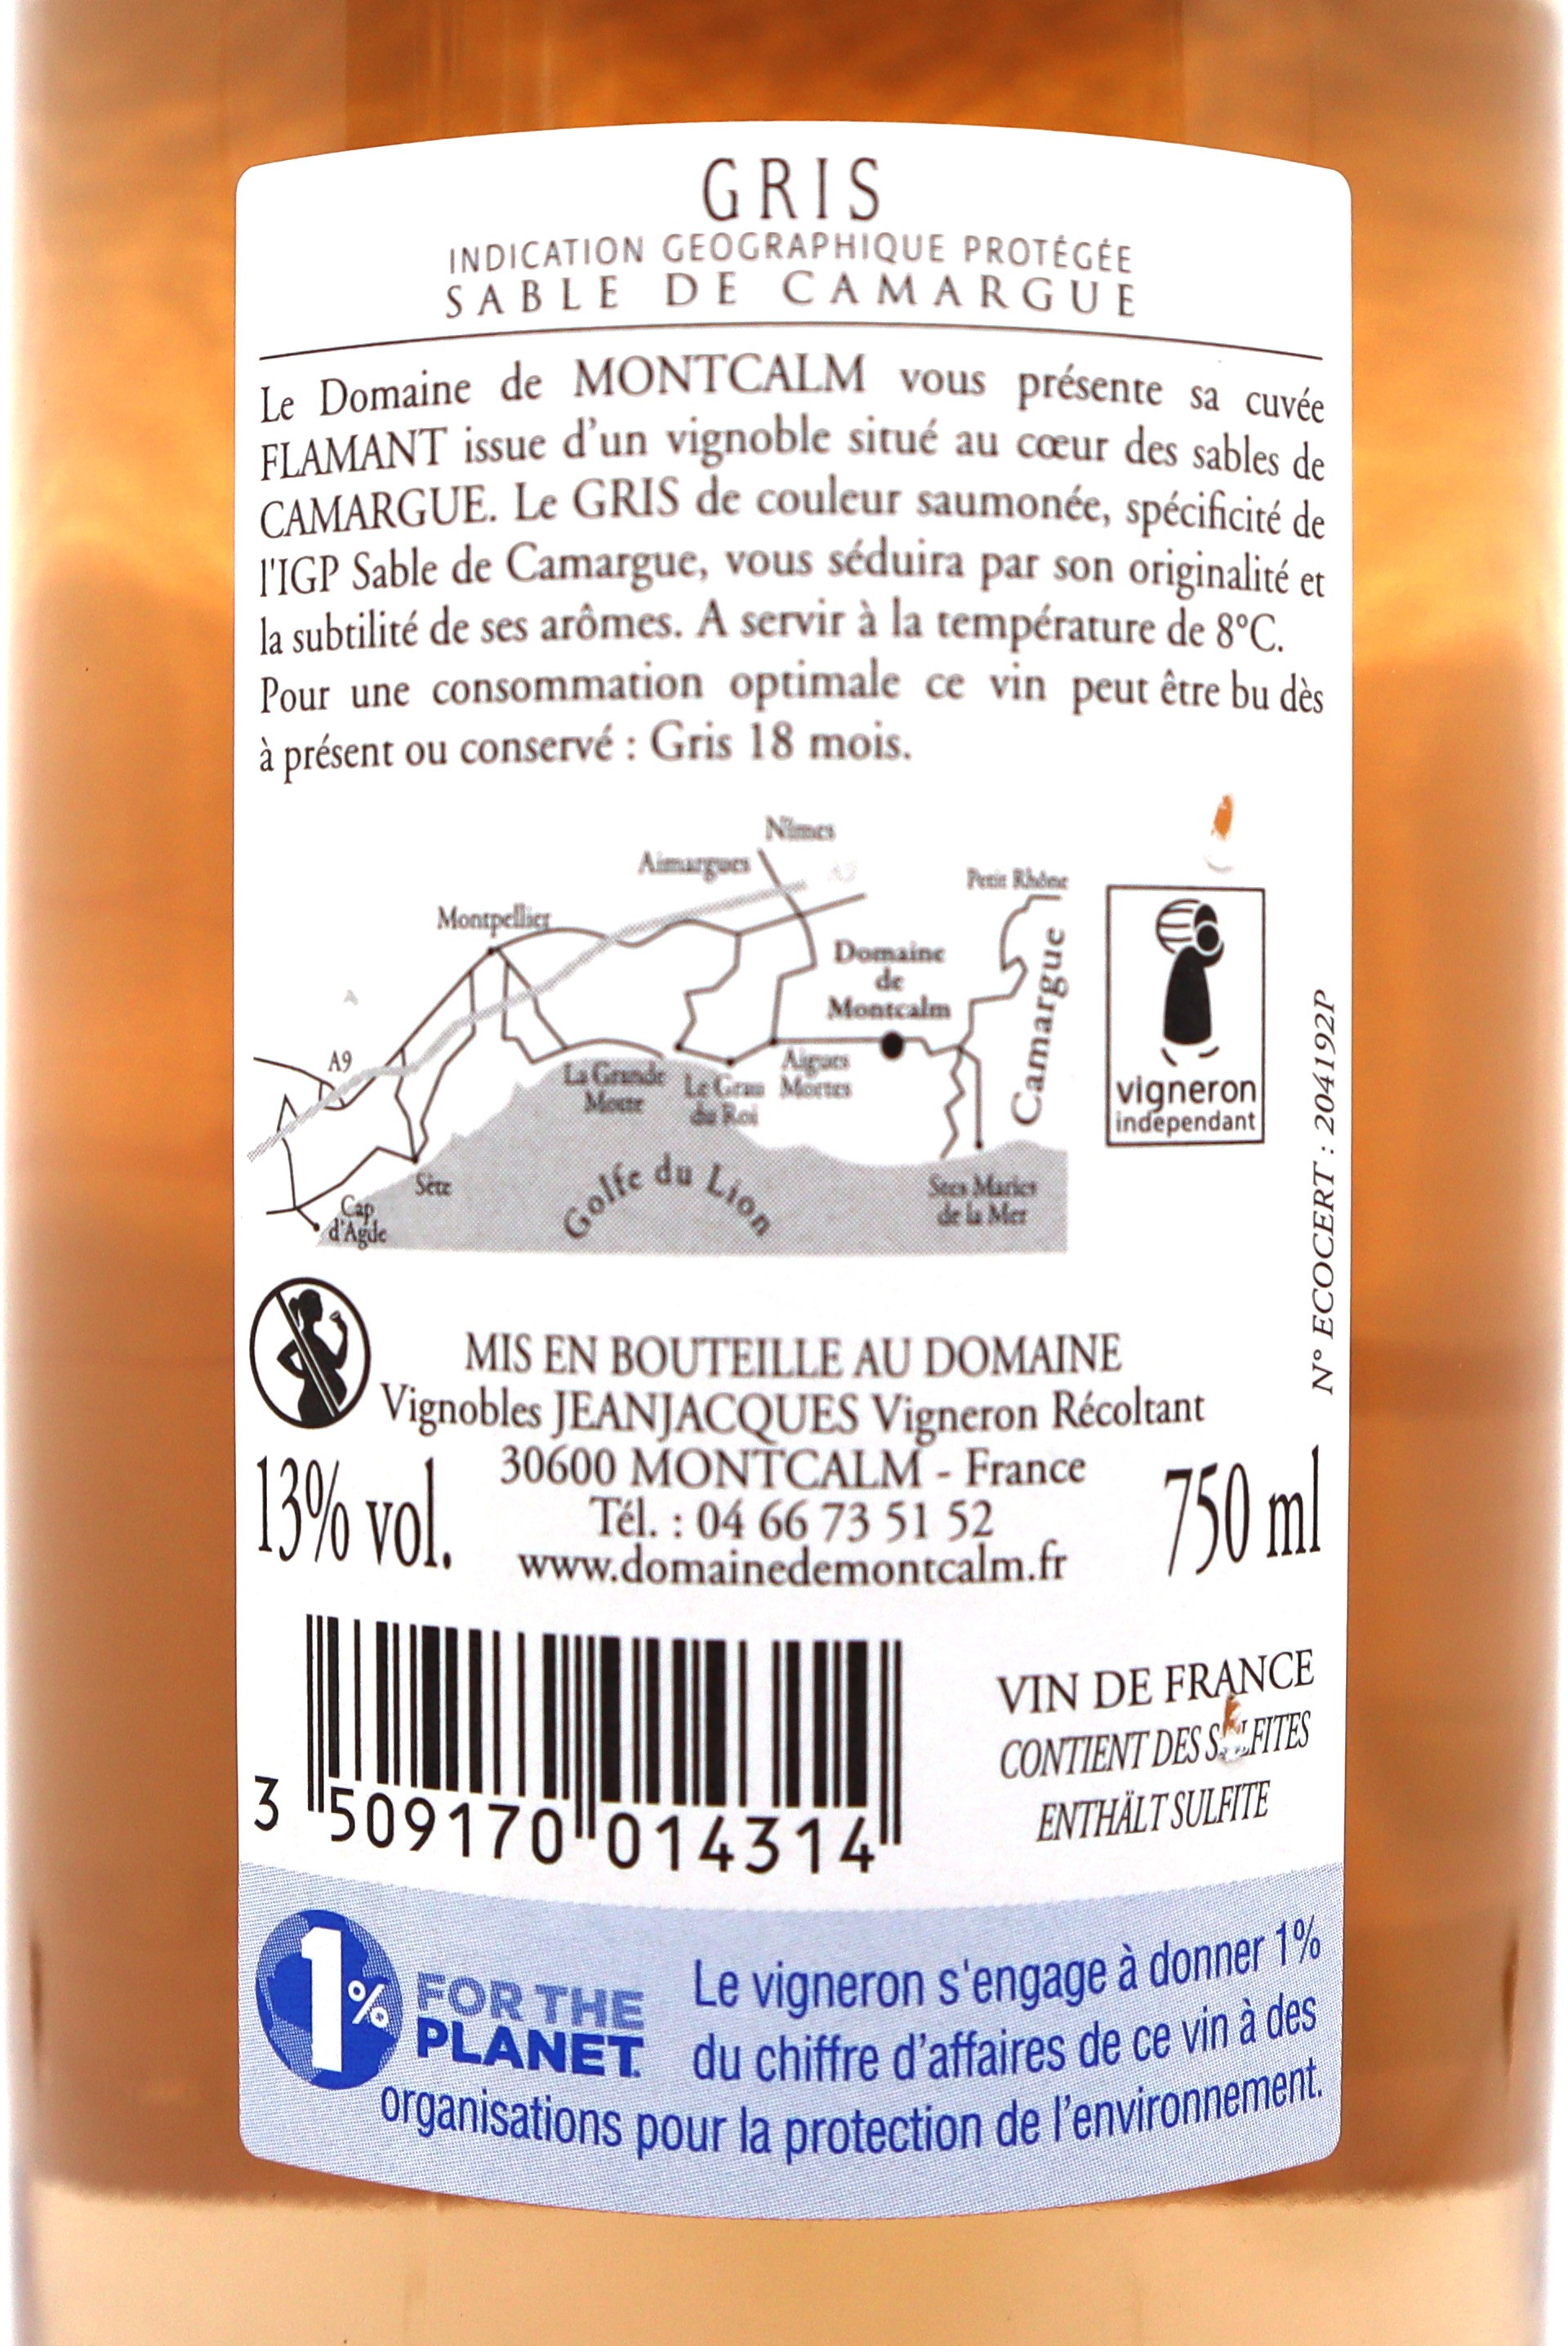 GRIS
INDICATION GEOGRAPHIQUE PROTÉGÉE
SABLE DE CAMARGUE
Le Domaine de MONTCALM vous présente sa cuvée
FLAMANT issue d'un vignoble situé au cœur des sables de
CAMARGUE. Le GRIS de couleur saumonée, spécificité de
l'IGP Sable de Camargue, vous séduira par son originalité et
la subtilité de ses arômes. A servir à la température de 8°C.
Pour une consommation optimale ce vin peut être bu dès
à présent ou conservé : Gris 18 mois.
Nîmes
Aimargues
Petit Rhône
Montpellier
Domaine
de
Montcalm
Camargue
A9
La Grande
Motte
Le Grau
du Roi
Aigues
Mortes
Sète
Cap
d'Agde
Golfe du Lion
Stes Maries
de la Mer
vigneron
indépendant
N° ECOCERT : 204192P
MIS EN BOUTEILLE AU DOMAINE
Vignobles JEANJACQUES Vigneron Récoltant
30600 MONTCALM - France
Tél. : 04 66 73 51 52
www.domainedemontcalm.fr
13% vol.
750 ml
3 509170 014314
VIN DE FRANCE
CONTIENT DES SULFITES
ENTHÄLT SULFITE
1% FOR THE
PLANET.
Le vigneron s'engage à donner 1%
du chiffre d'affaires de ce vin à des
organisations pour la protection de l'environnement.